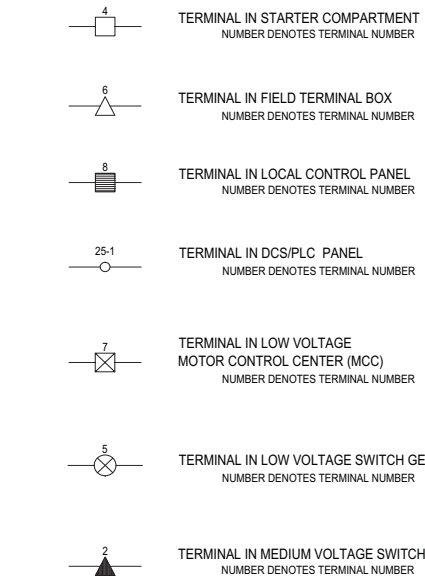 4
TERMINAL IN STARTER COMPARTMENT
NUMBER DENOTES TERMINAL NUMBER
6
TERMINAL IN FIELD TERMINAL BOX
NUMBER DENOTES TERMINAL NUMBER
8
TERMINAL IN LOCAL CONTROL PANEL
NUMBER DENOTES TERMINAL NUMBER
25-1
TERMINAL IN DCS/PLC PANEL
NUMBER DENOTES TERMINAL NUMBER
7
TERMINAL IN LOW VOLTAGE
MOTOR CONTROL CENTER (MCC)
NUMBER DENOTES TERMINAL NUMBER
5
TERMINAL IN LOW VOLTAGE SWITCH GE
NUMBER DENOTES TERMINAL NUMBER
2
TERMINAL IN MEDIUM VOLTAGE SWITCH
NUMBER DENOTES TERMINAL NUMBER